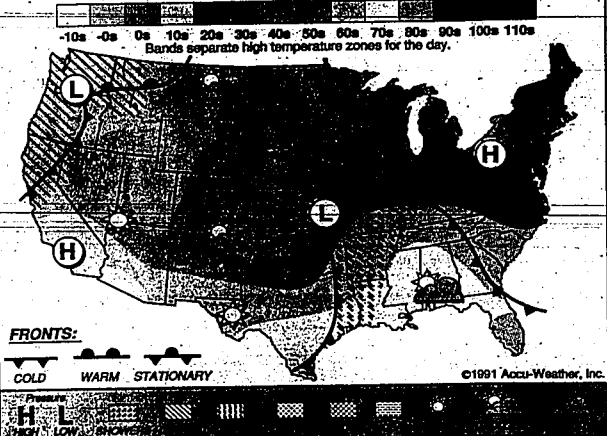 -10s -0s 0s 10s 20s 30s 40s 50s 60s 70s 80s 90s 100s 110s
Bands separate high temperature zones for the day.
L
H
L
H
FRONTS:
COLD WARM STATIONARY
©1991 Accu-Weather, Inc.
Pressure
H L
HIGH LOW